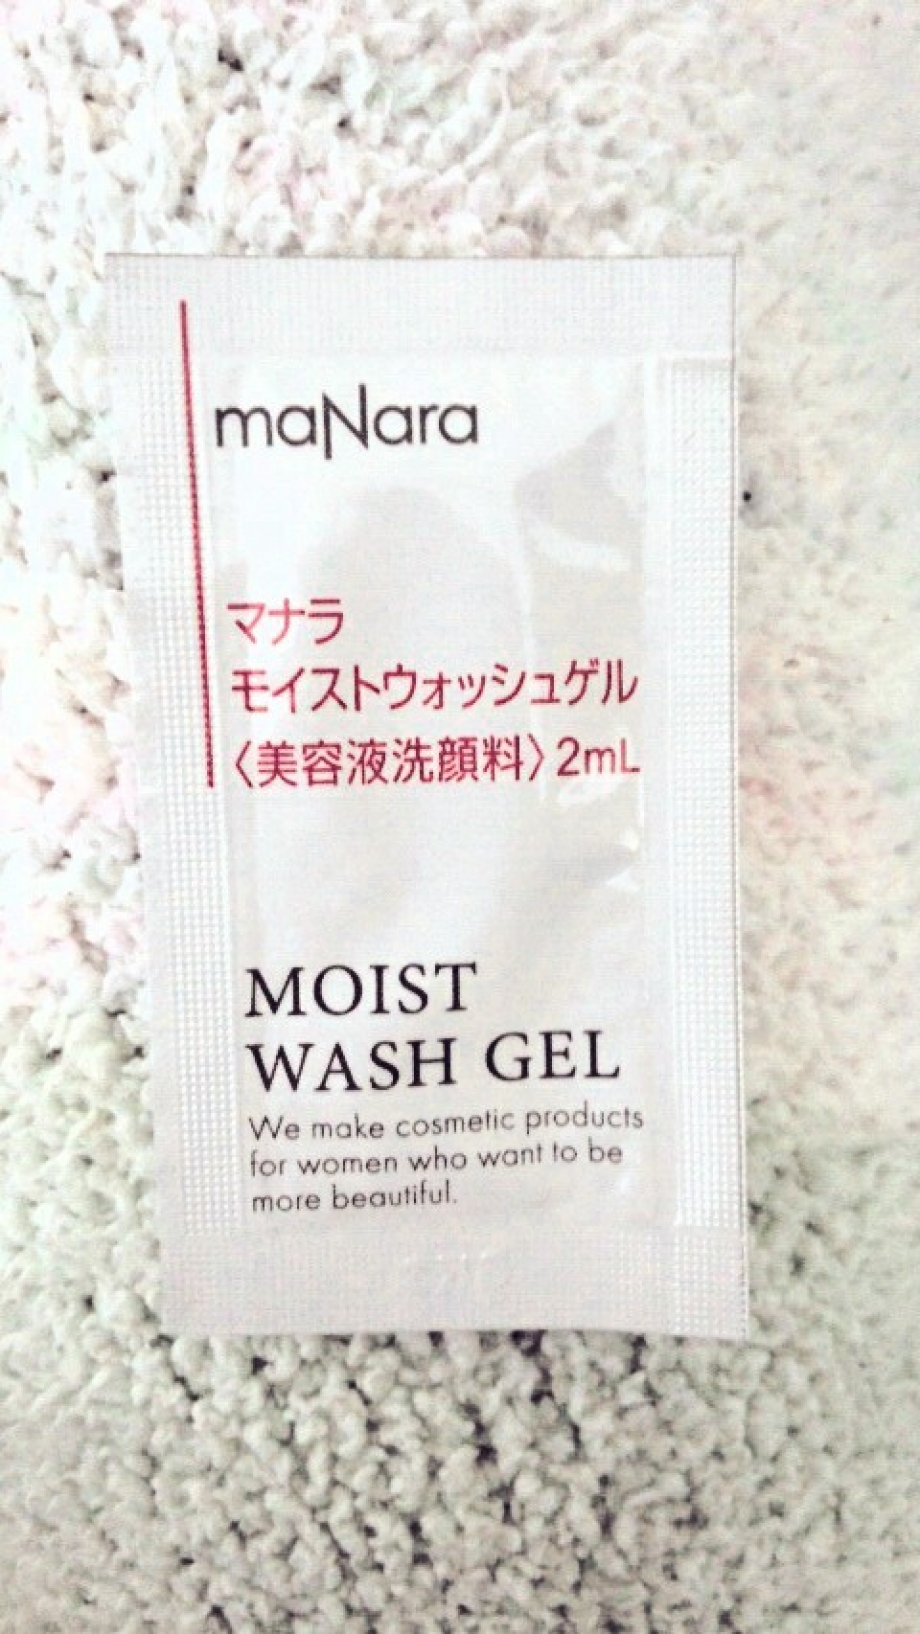 maNara
マナラ
モイストウォッシュゲル
〈美容液洗顔料〉2mL
MOIST
WASH GEL
We make cosmetic products
for women who want to be
more beautiful.